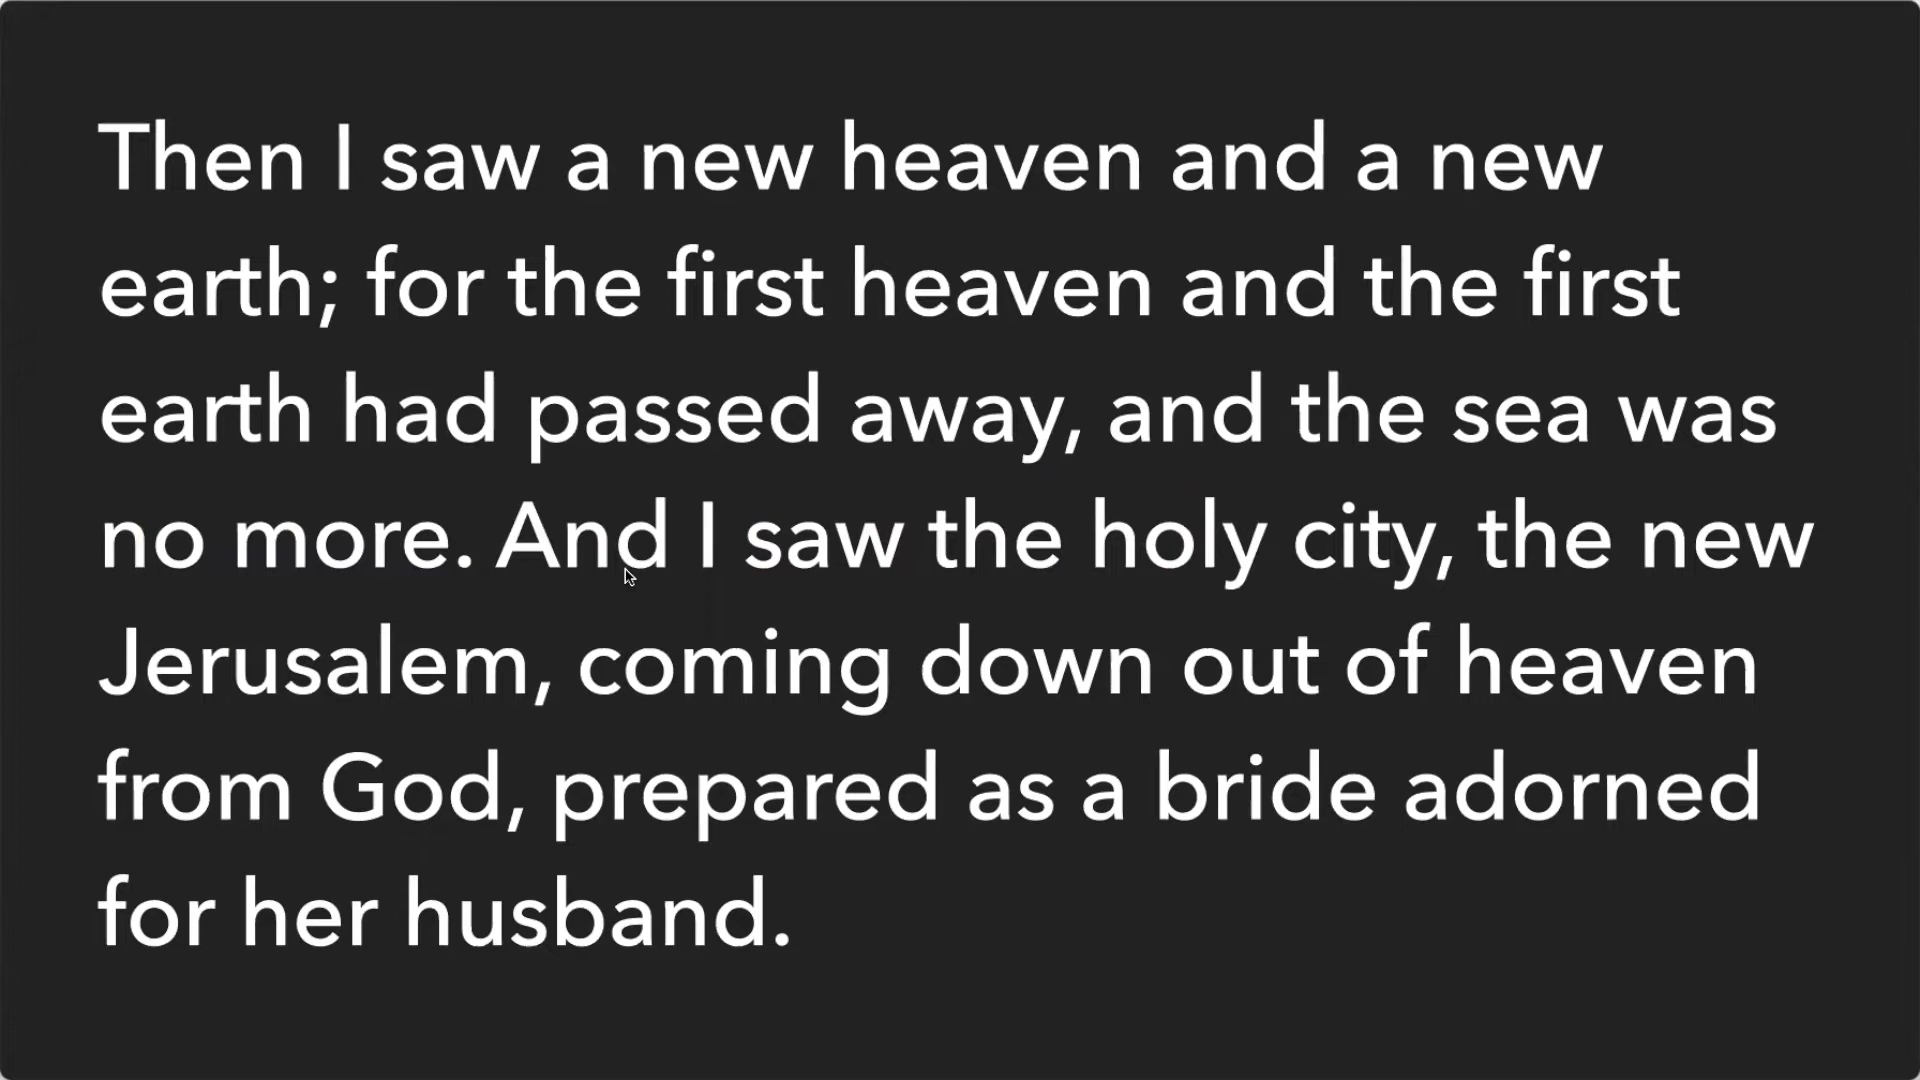 Then I saw a new heaven and a new
earth; for the first heaven and the first
earth had passed away, and the sea was
no more. And I saw the holy city, the new
Jerusalem, coming down out of heaven
from God, prepared as a bride adorned
for her husband.